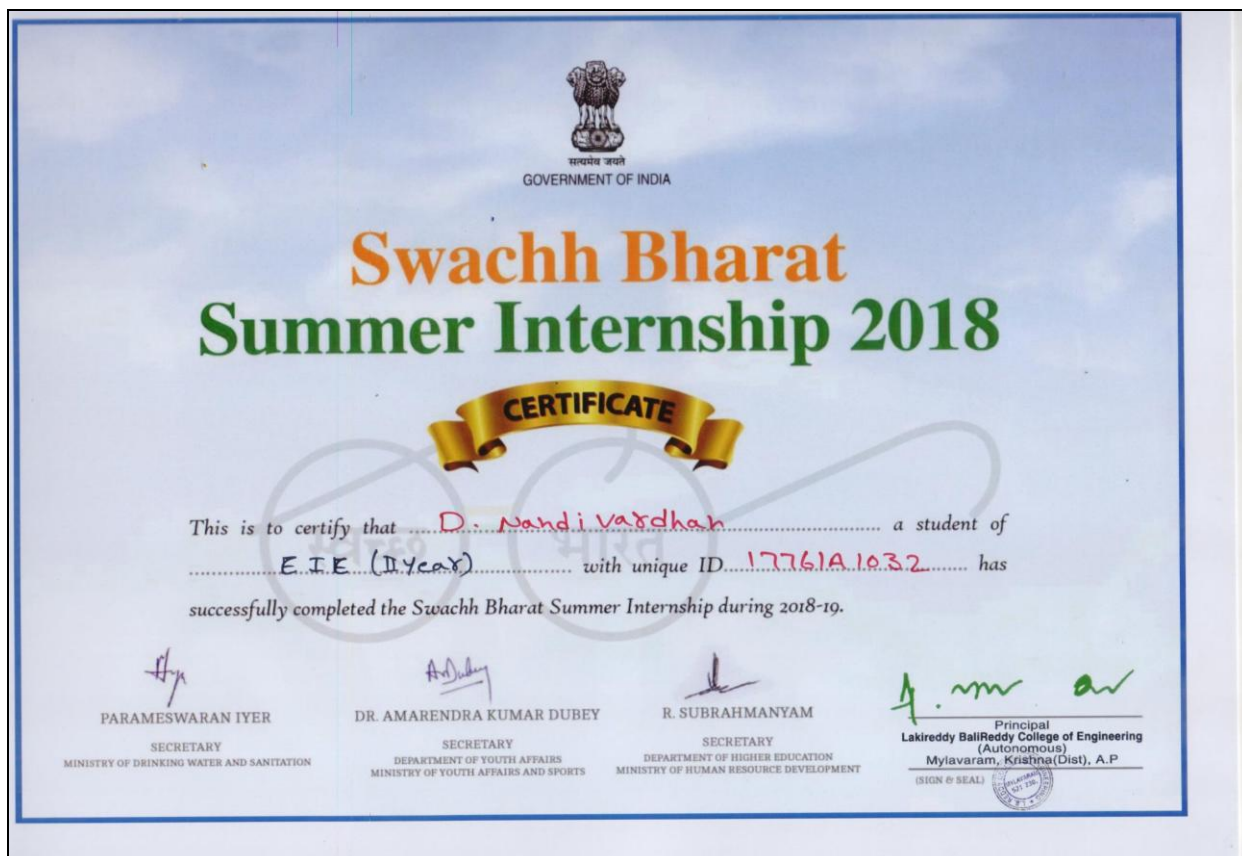 सत्यमेव जयते
GOVERNMENT OF INDIA
Swachh Bharat
Summer Internship 2018
CERTIFICATE
स्वच्छ भारत
This is to certify that D. Nandi Vardhan a student of
EIE (II Year) with unique ID 17761A1032 has
successfully completed the Swachh Bharat Summer Internship during 2018-19.
PARAMESWARAN IYER
SECRETARY
MINISTRY OF DRINKING WATER AND SANITATION
DR. AMARENDRA KUMAR DUBEY
SECRETARY
DEPARTMENT OF YOUTH AFFAIRS
MINISTRY OF YOUTH AFFAIRS AND SPORTS
R. SUBRAHMANYAM
SECRETARY
DEPARTMENT OF HIGHER EDUCATION
MINISTRY OF HUMAN RESOURCE DEVELOPMENT
Principal
Lakireddy BaliReddy College of Engineering
(Autonomous)
Mylavaram, Krishna(Dist), A.P
(SIGN & SEAL)